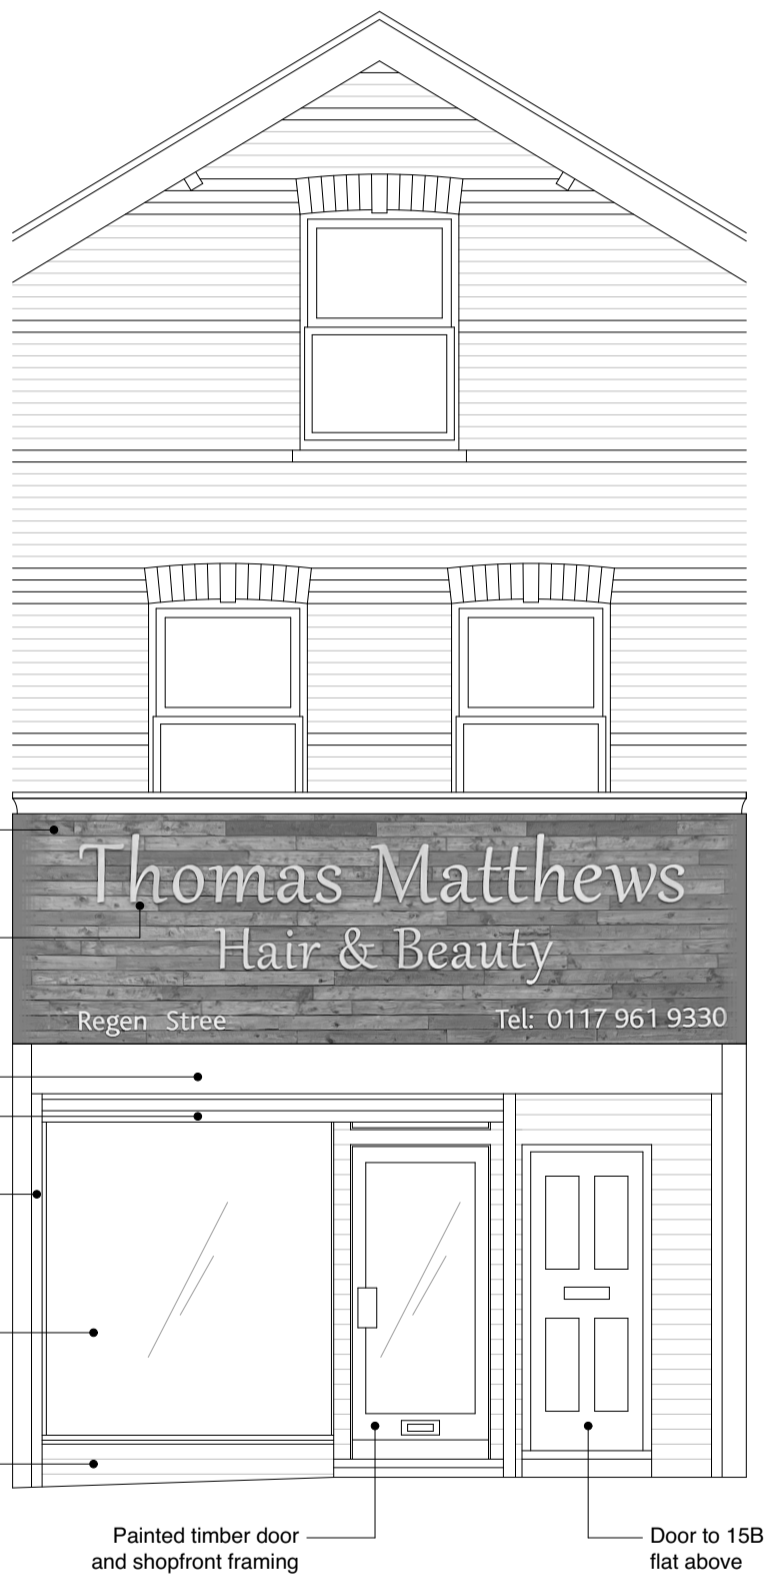 Thomas Matthews
Hair & Beauty
Regen Stree Tel: 0117 961 9330
Painted timber door
and shopfront framing
Door to 15B
flat above